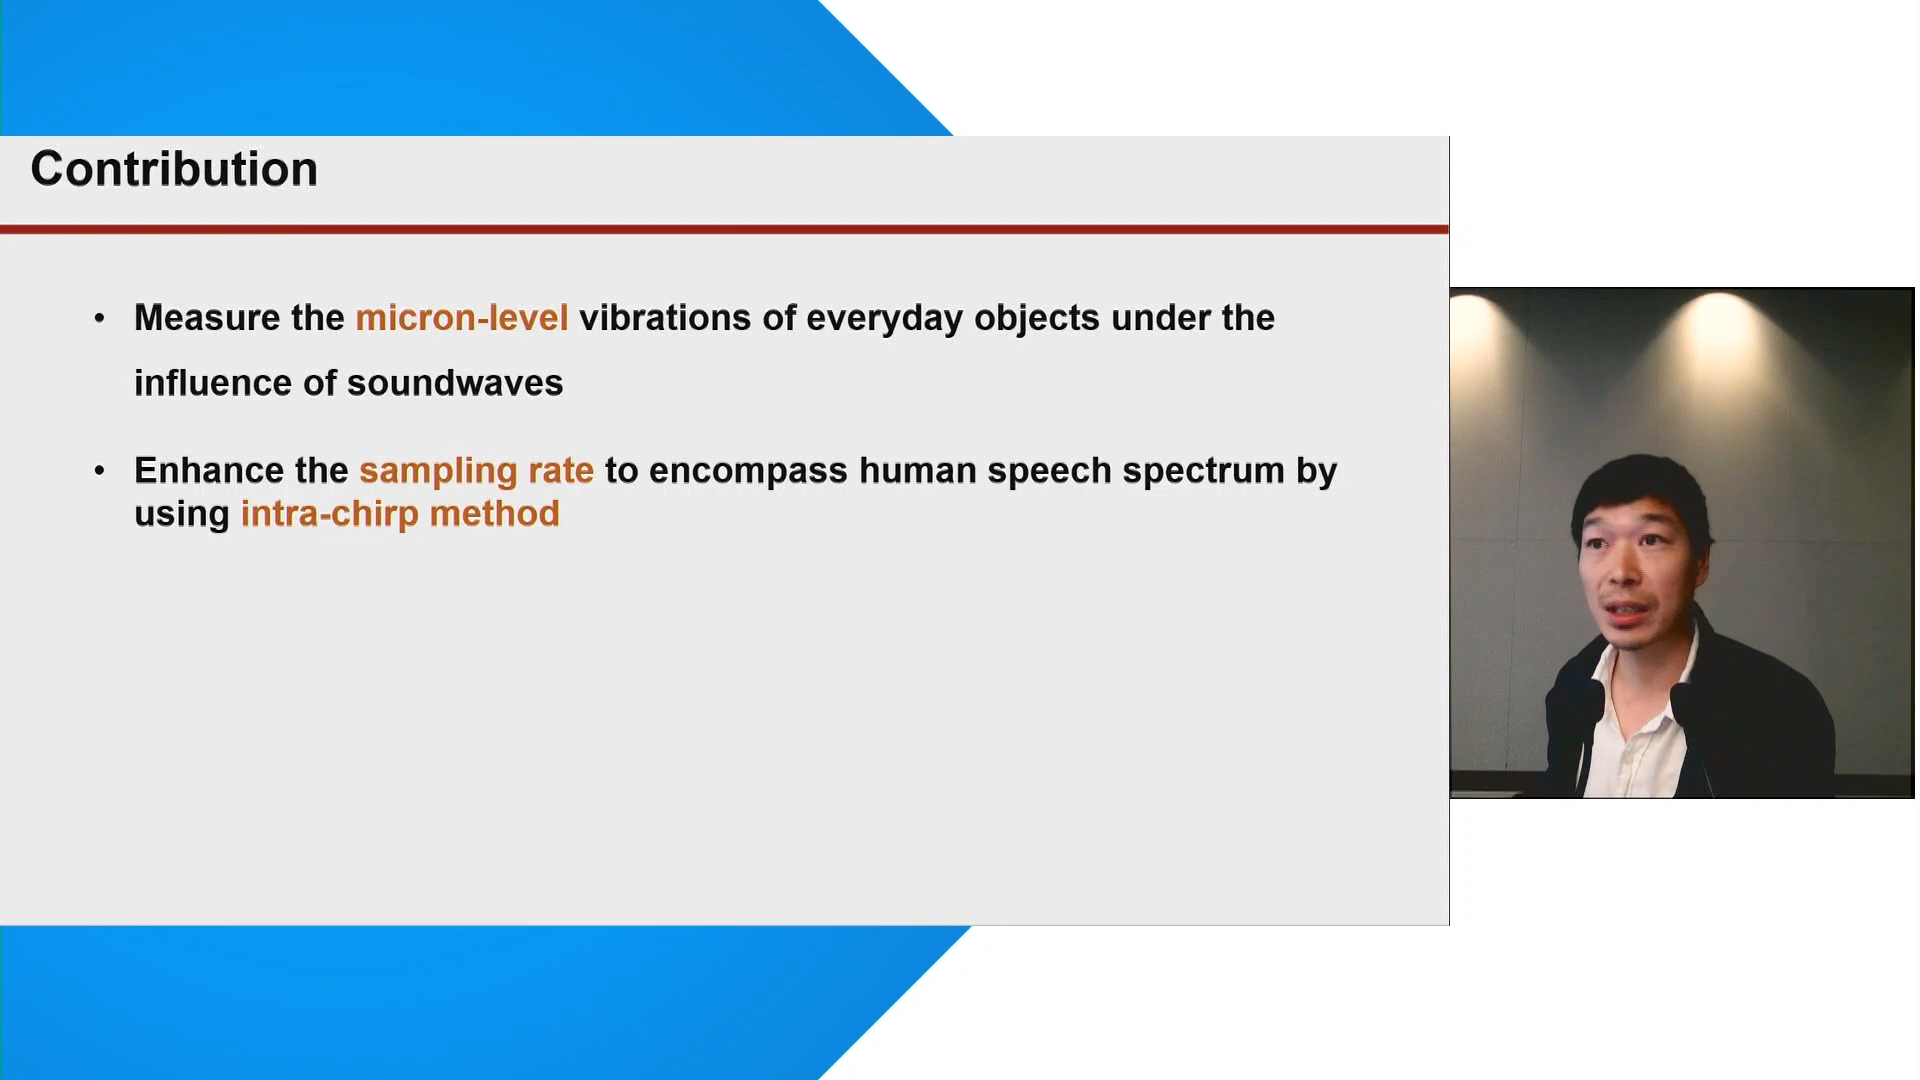 Contribution
• Measure the micron-level vibrations of everyday objects under the
influence of soundwaves
• Enhance the sampling rate to encompass human speech spectrum by
using intra-chirp method